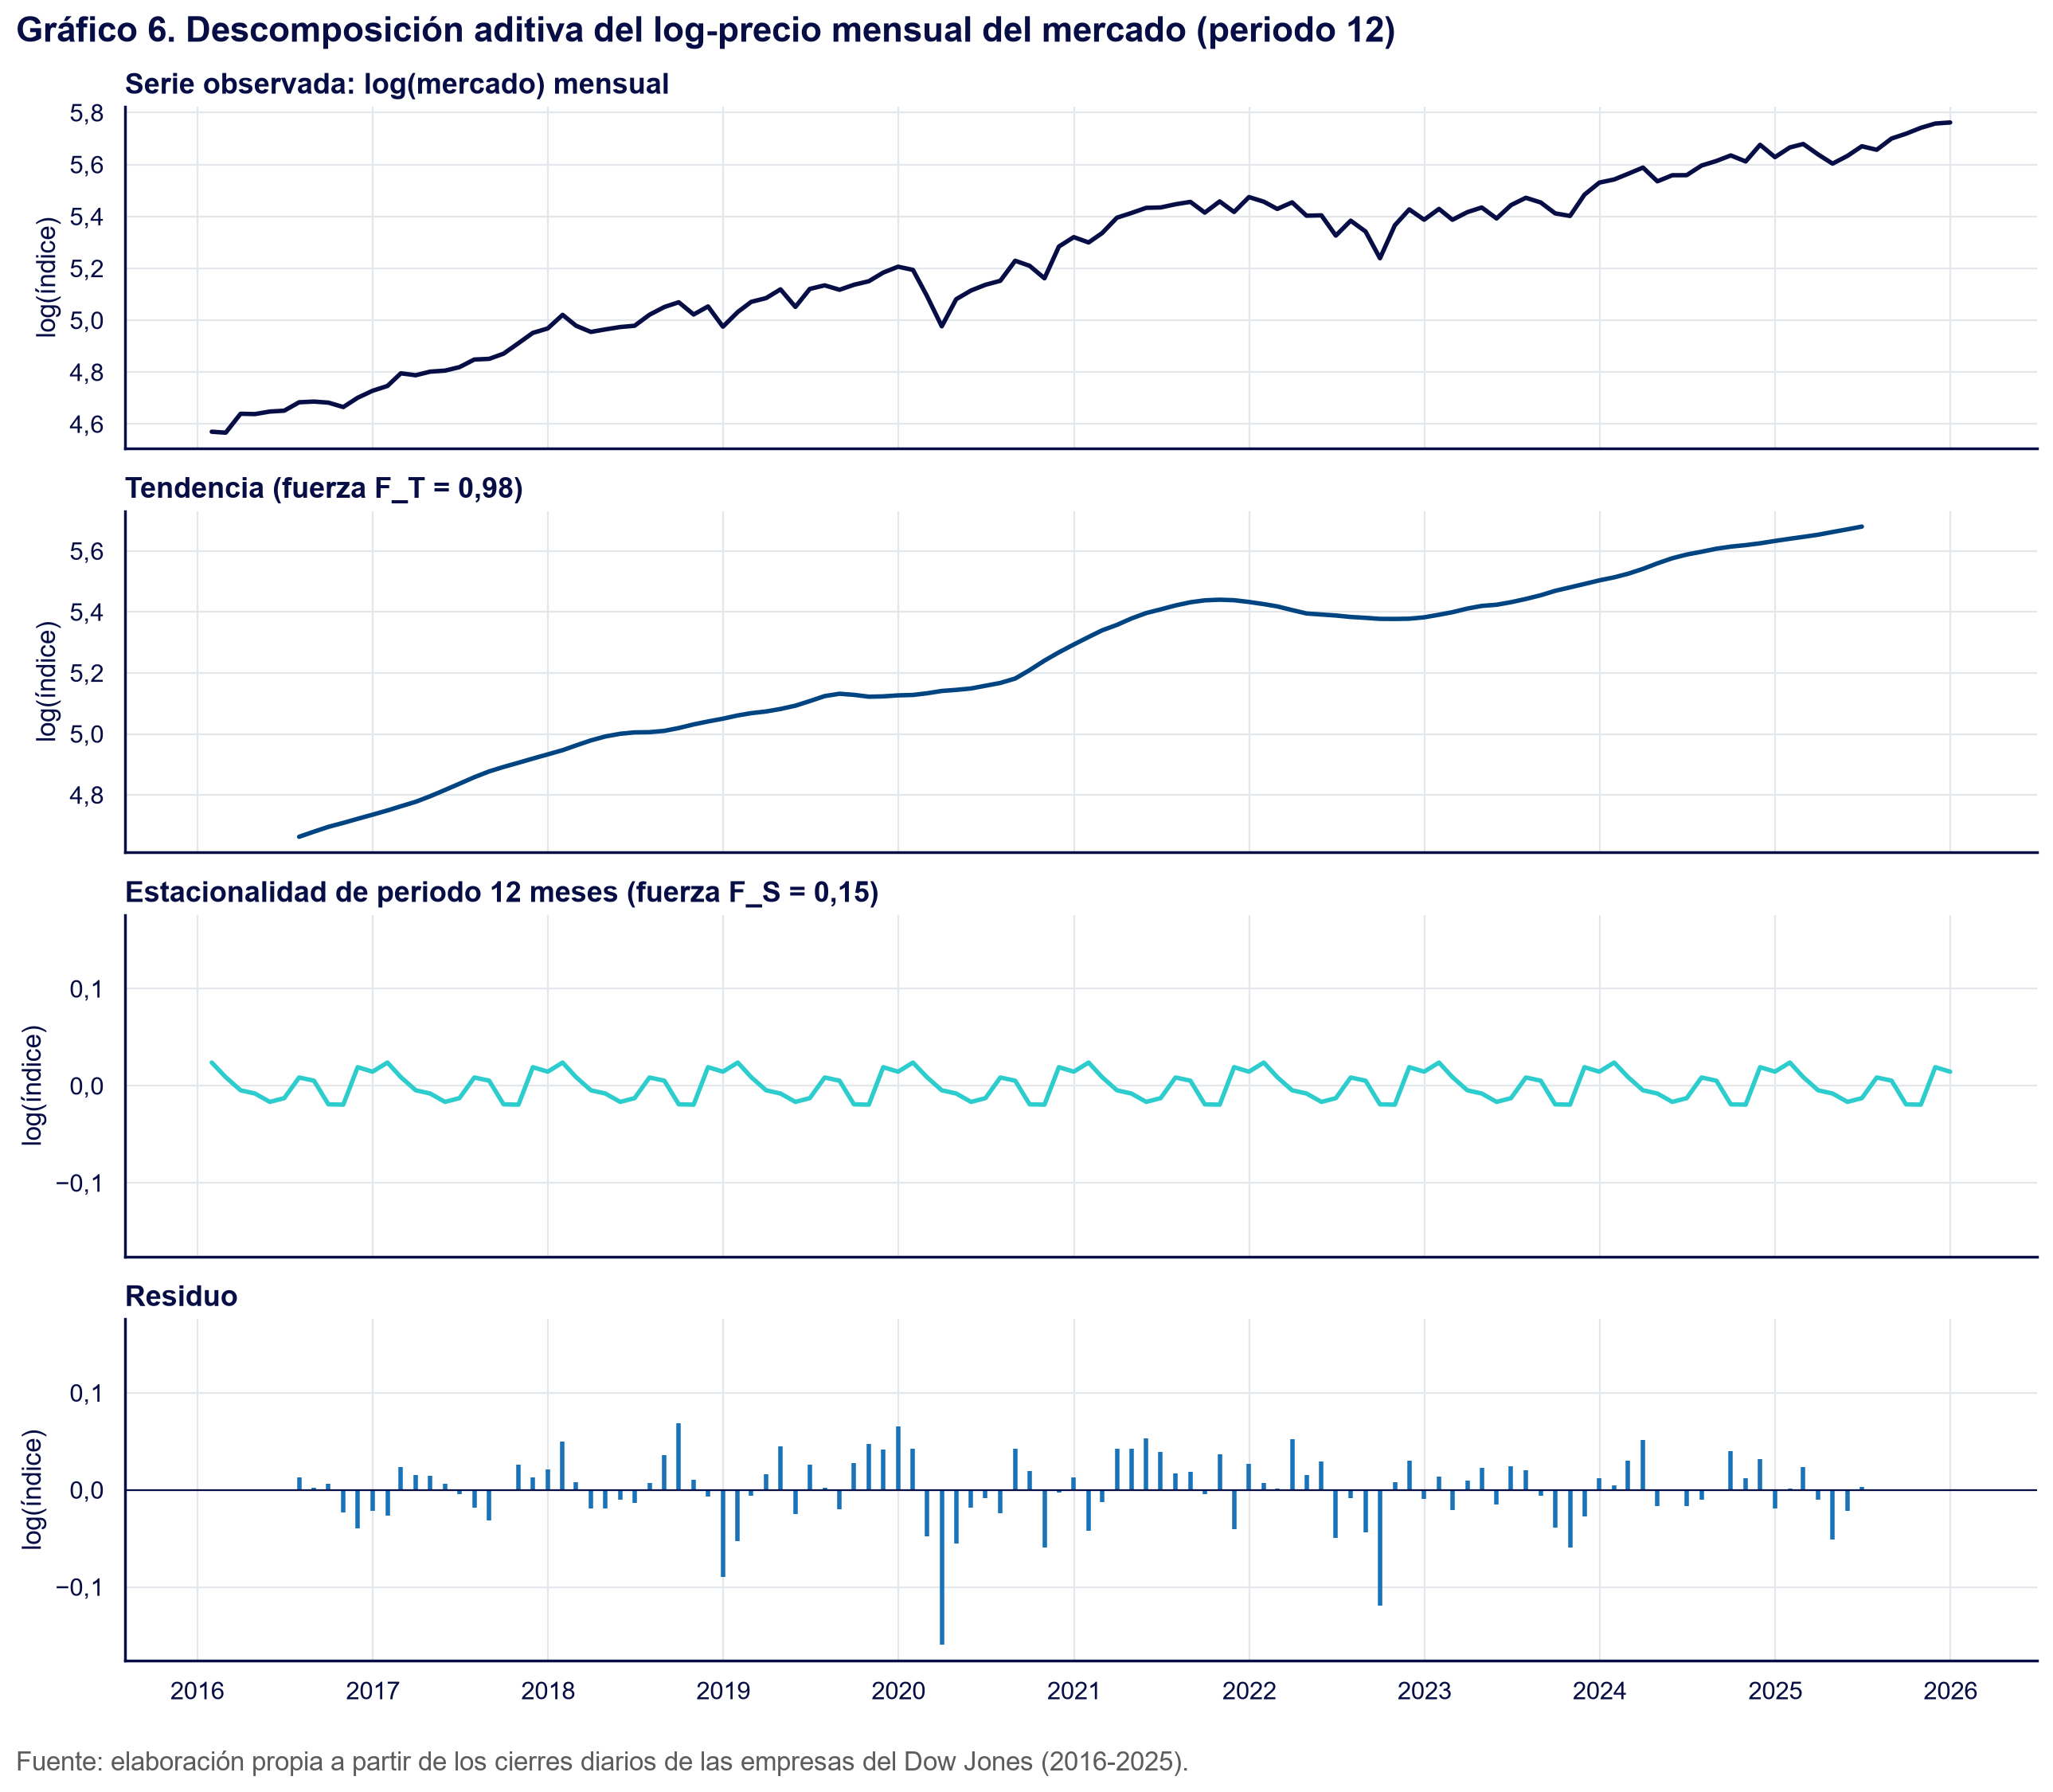 Gráfico 6. Descomposición aditiva del log-precio mensual del mercado (periodo 12)
Serie observada: log(mercado) mensual
log(índice)
5,8
5,6
5,4
5,2
5,0
4,8
4,6
Tendencia (fuerza F_T = 0,98)
log(índice)
5,6
5,4
5,2
5,0
4,8
Estacionalidad de periodo 12 meses (fuerza F_S = 0,15)
log(índice)
0,1
0,0
−0,1
Residuo
log(índice)
0,1
0,0
−0,1
2016 2017 2018 2019 2020 2021 2022 2023 2024 2025 2026
Fuente: elaboración propia a partir de los cierres diarios de las empresas del Dow Jones (2016-2025).